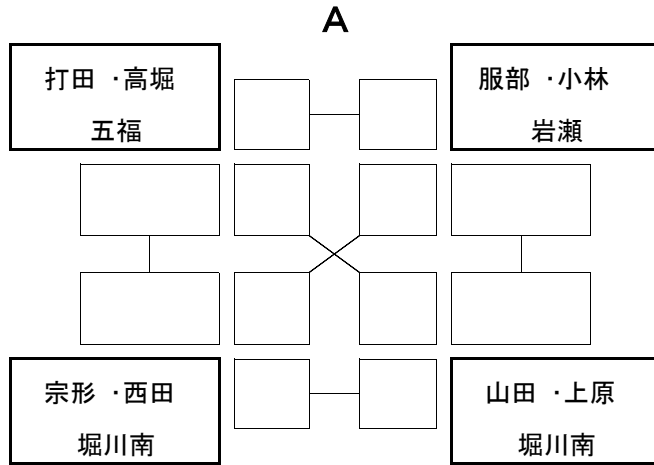 A
打田 ・高堀
五福
服部 ・小林
岩瀬
宗形 ・西田
堀川南
山田 ・上原
堀川南